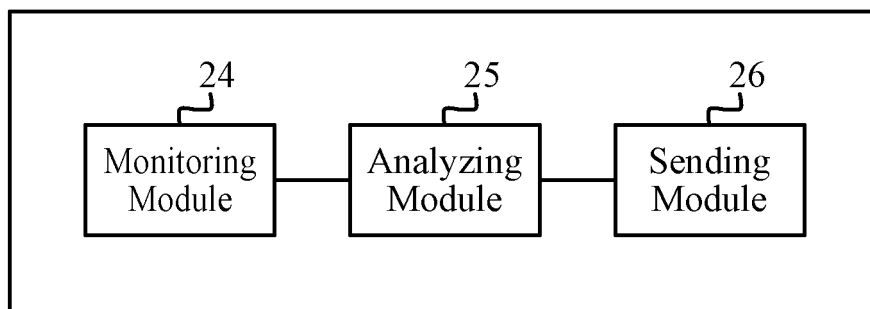 24
25
26
Monitoring
Module
Analyzing
Module
Sending
Module